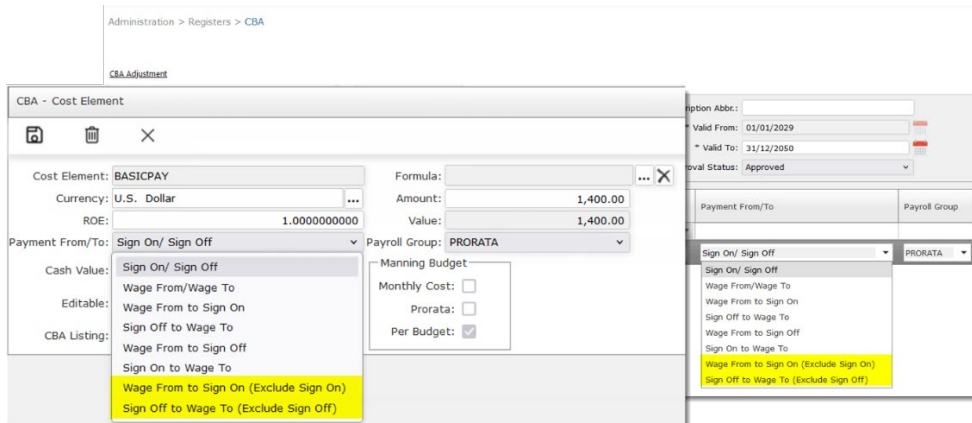 Administration > Registers > CBA
CBA Adjustment
CBA - Cost Element
Cost Element: BASICPAY
Formula:
...
Currency: U.S. Dollar
...
Amount: 1,400.00
ROE: 1.0000000000
Value: 1,400.00
Payment From/To: Sign On/ Sign Off
Payroll Group: PRORATA
Cash Value:
Editable:
CBA Listing:
Sign On/ Sign Off
Wage From/Wage To
Wage From to Sign On
Sign Off to Wage To
Wage From to Sign Off
Sign On to Wage To
Wage From to Sign On (Exclude Sign On)
Sign Off to Wage To (Exclude Sign Off)
Manning Budget
Monthly Cost:
Prorata:
Per Budget:
ription Abbr.:
* Valid From: 01/01/2029
* Valid To: 31/12/2050
roval Status: Approved
Payment From/To
Payroll Group
Sign On/ Sign Off
PRORATA
Sign On/ Sign Off
Wage From/Wage To
Wage From to Sign On
Sign Off to Wage To
Wage From to Sign Off
Sign On to Wage To
Wage From to Sign On (Exclude Sign On)
Sign Off to Wage To (Exclude Sign Off)